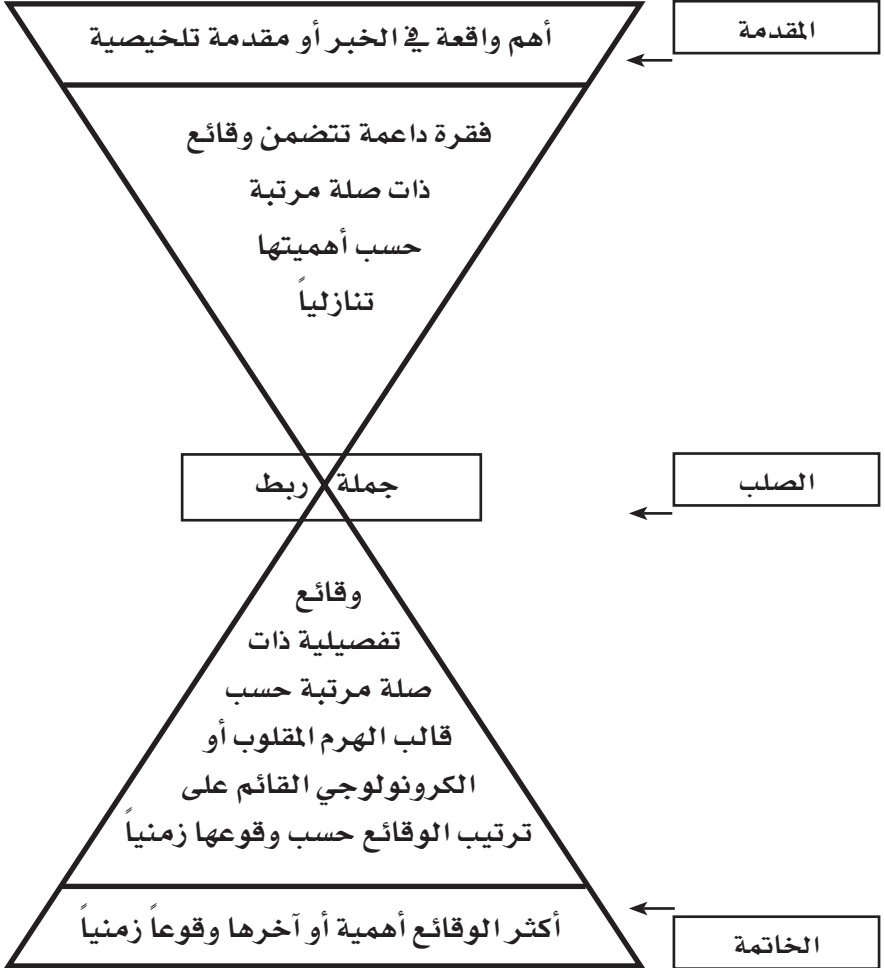 المقدمة
أهم واقعة في الخبر أو مقدمة تلخيصية
فقرة داعمة تتضمن وقائع
ذات صلة مرتبة
حسب أهميتها
تنازلياً
الصلب
جملة ربط
وقائع
تفصيلية ذات
صلة مرتبة حسب
قالب الهرم المقلوب أو
الكرونولوجي القائم على
ترتيب الوقائع حسب وقوعها زمنياً
أكثر الوقائع أهمية أو آخرها وقوعاً زمنياً
الخاتمة